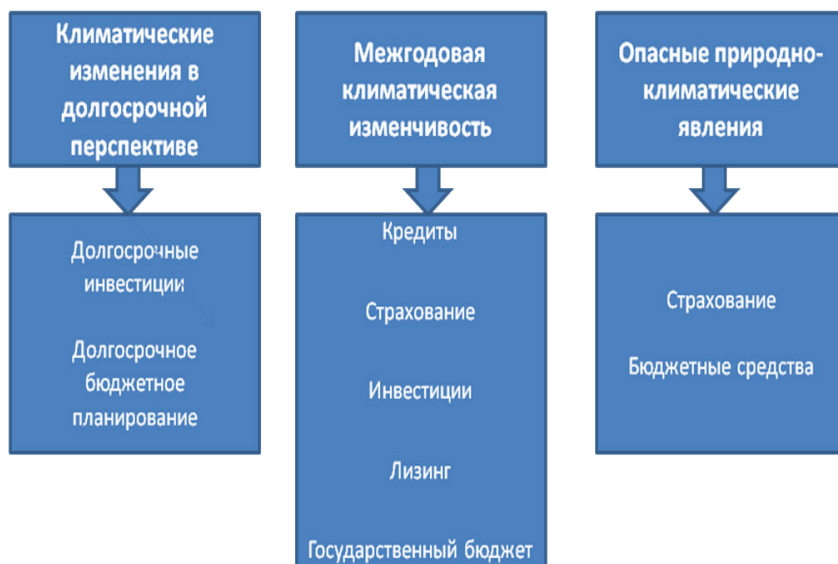 Климатические
изменения в
долгосрочной
перспективе
Долгосрочные
инвестиции
Долгосрочное
бюджетное
планирование
Межгодовая
климатическая
изменчивость
Кредиты
Страхование
Инвестиции
Лизинг
Государственный бюджет
Опасные природно-
климатические
явления
Страхование
Бюджетные средства